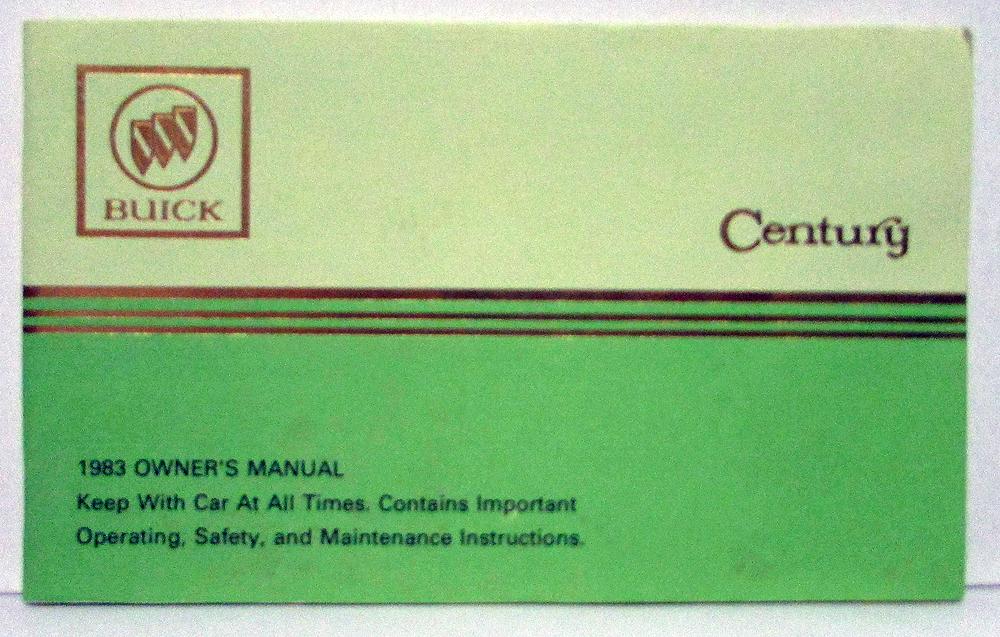 BUICK
Century
1983 OWNER'S MANUAL
Keep With Car At All Times. Contains Important
Operating, Safety, and Maintenance Instructions.